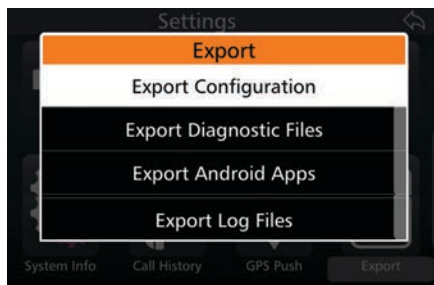 Settings
Export
Export Configuration
Export Diagnostic Files
Export Android Apps
Export Log Files
System Info Call History GPS Push Export